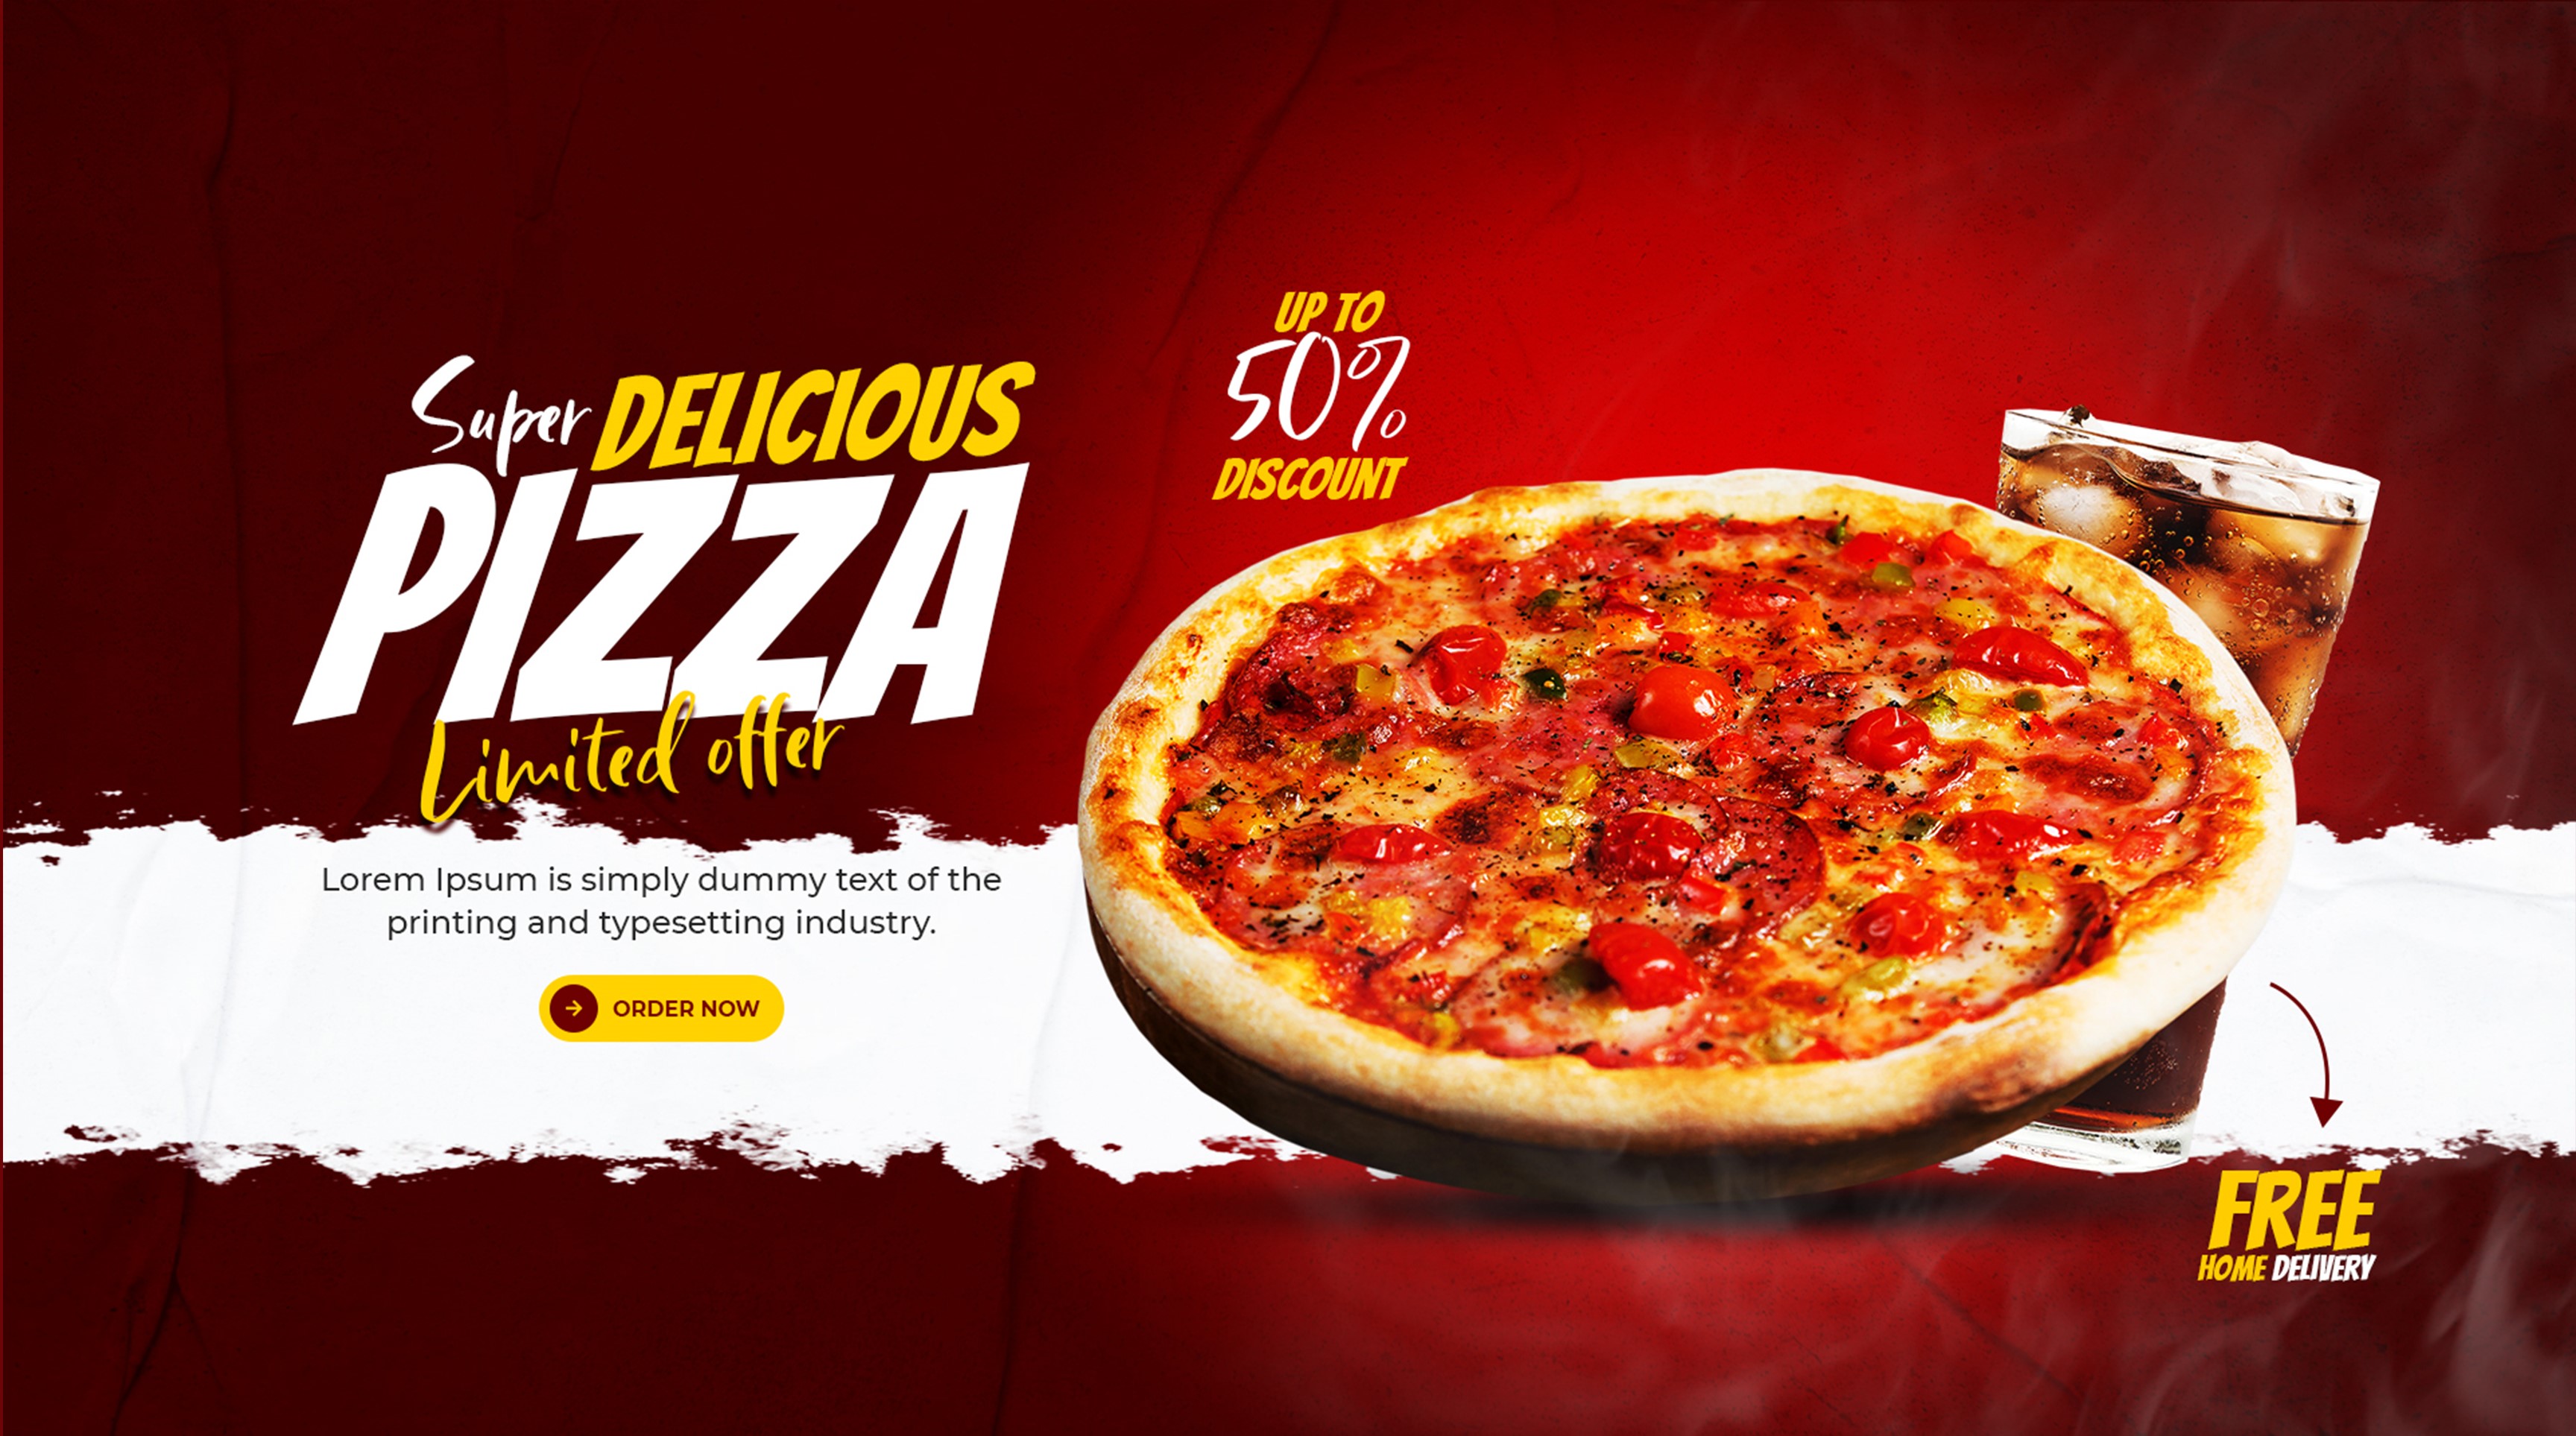 Super DELICIOUS
PIZZA
Limited offer
Lorem Ipsum is simply dummy text of the
printing and typesetting industry.
ORDER NOW
UP TO
50%
DISCOUNT
FREE
HOME DELIVERY